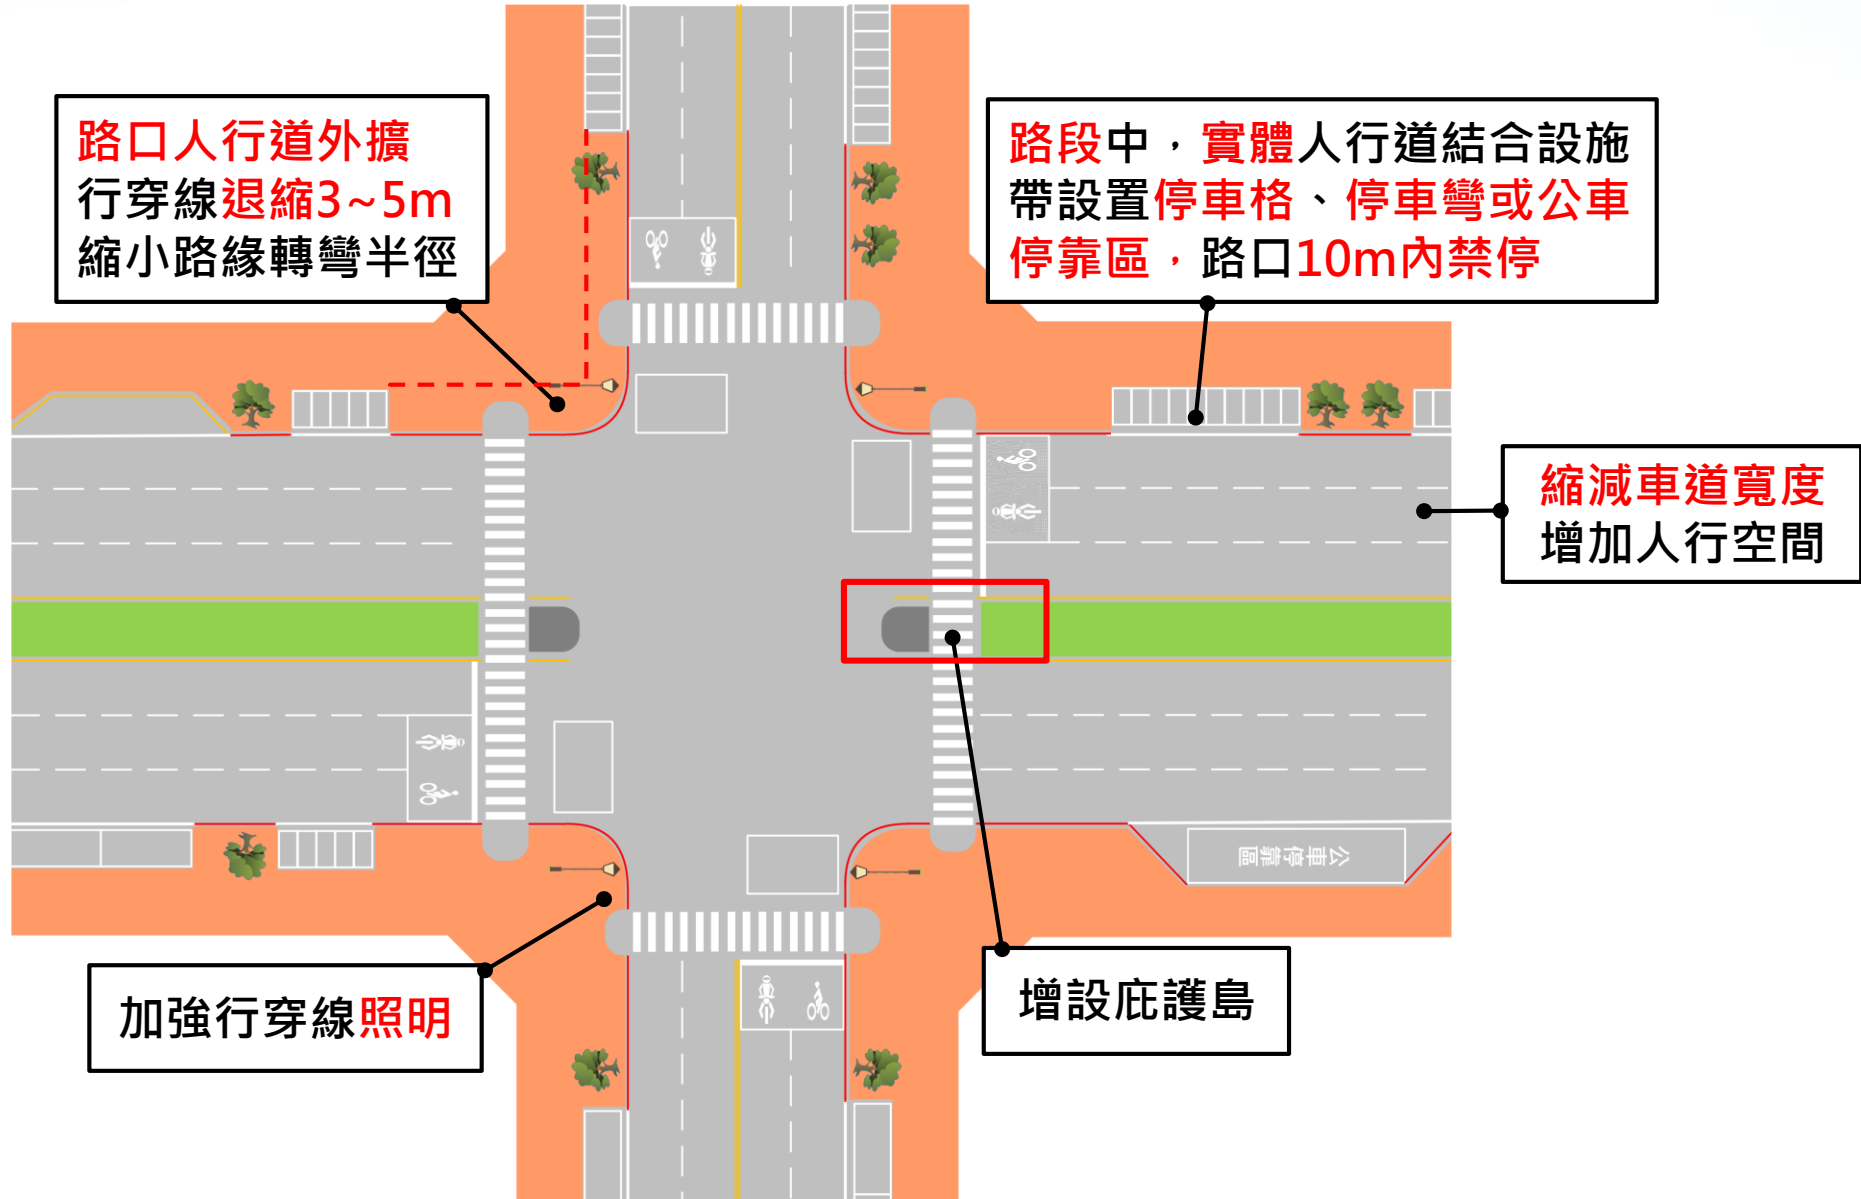 路口人行道外擴
行穿線退縮3~5m
縮小路緣轉彎半徑
路段中，實體人行道結合設施
帶設置停車格、停車彎或公車
停靠區，路口10m內禁停
縮減車道寬度
增加人行空間
公車停靠區
加強行穿線照明
增設庇護島